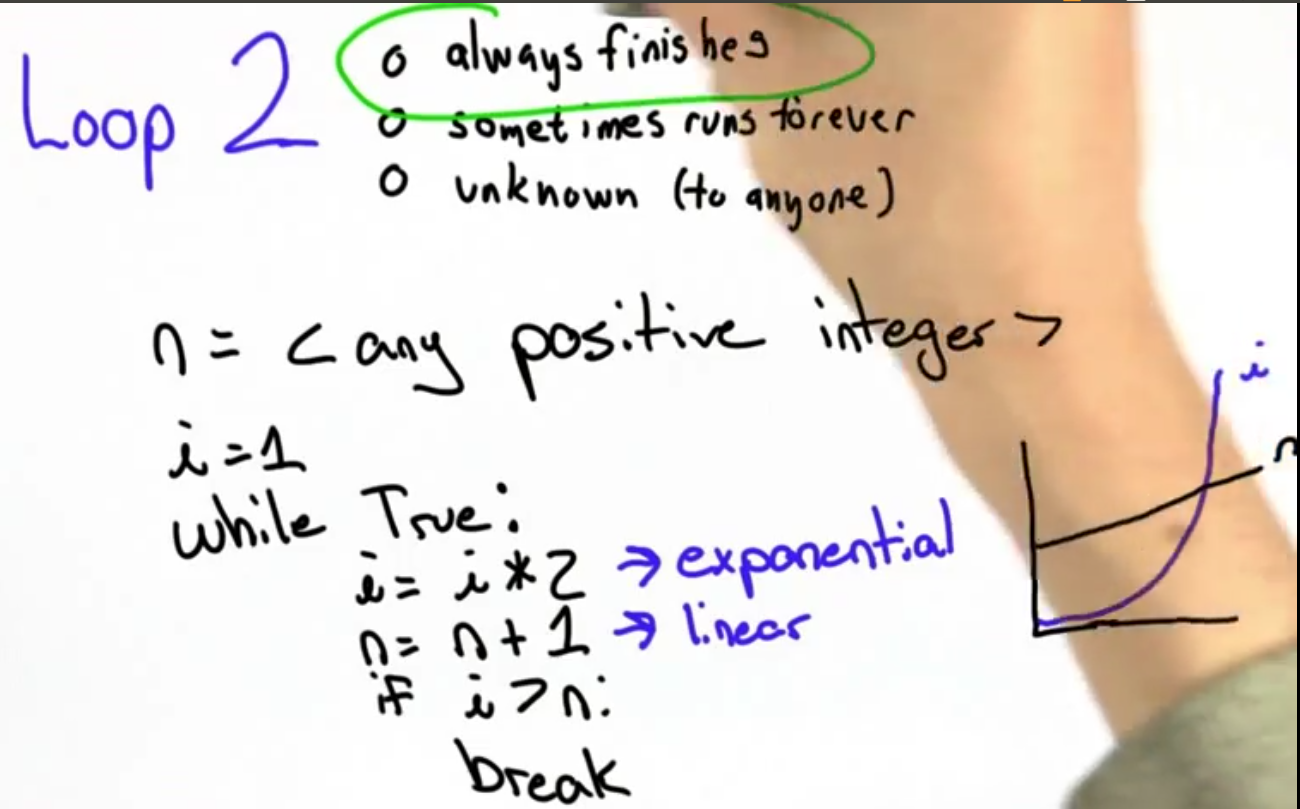 Loop 2
o always finishes
o sometimes runs forever
o unknown (to anyone)
n = <any positive integer>
i = 1
while True:
i = i * 2 → exponential
n = n + 1 → linear
if i > n:
break
i
n